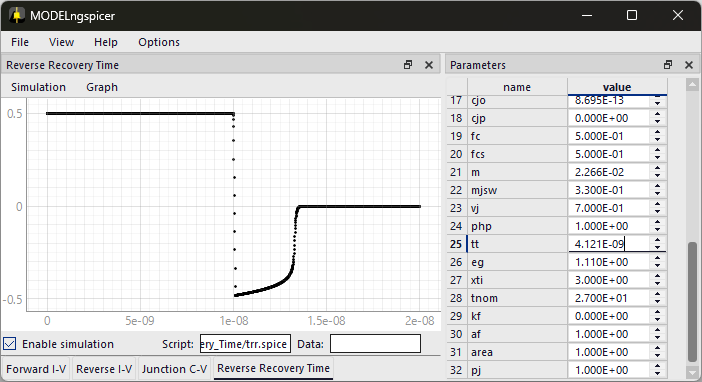 MODELngspicer
File View Help Options
Reverse Recovery Time
Simulation Graph
0.5
0
-0.5
0 5e-09 1e-08 1.5e-08 2e-08
Enable simulation Script: ery_Time/trr.spice Data:
Forward I-V Reverse I-V Junction C-V Reverse Recovery Time
Parameters
name value
17 cjo 8.695E-13
18 cjp 0.000E+00
19 fc 5.000E-01
20 fcs 5.000E-01
21 m 2.266E-02
22 mjsw 3.300E-01
23 vj 7.000E-01
24 php 1.000E+00
25 tt 4.121E-09
26 eg 1.110E+00
27 xti 3.000E+00
28 tnom 2.700E+01
29 kf 0.000E+00
30 af 1.000E+00
31 area 1.000E+00
32 pj 1.000E+00